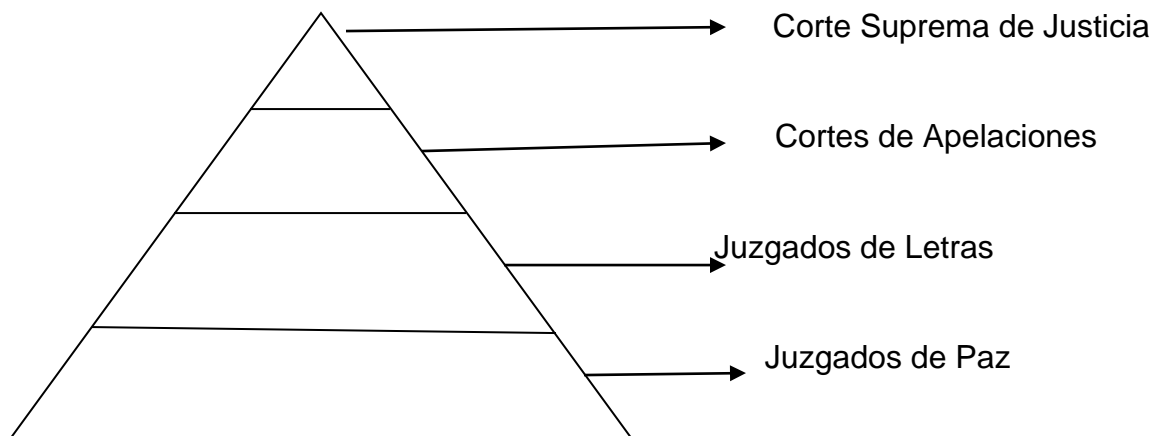 Corte Suprema de Justicia
Cortes de Apelaciones
Juzgados de Letras
Juzgados de Paz